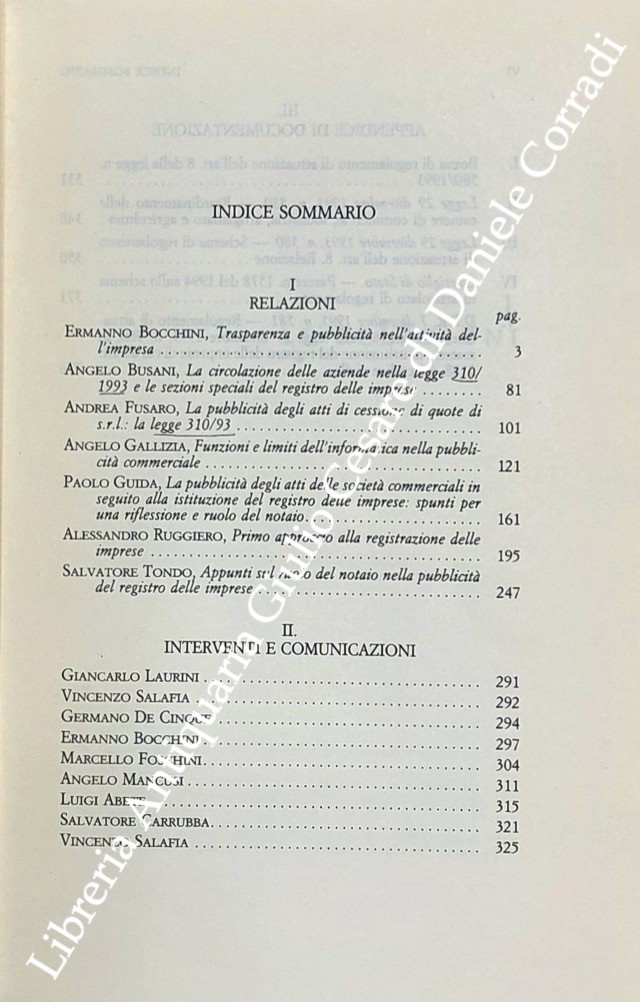 INDICE SOMMARIO
I
RELAZIONI
pag.
ERMANNO BOCCHINI, Trasparenza e pubblicità nell'attività del-
l'impresa . . . . . . . . . . . . . . . . . . . . . . . . . . . . . . . . . . . . . . . . 3
ANGELO BUSANI, La circolazione delle aziende nella legge 310/
1993 e le sezioni speciali del registro delle imprese . . . . . . . . 81
ANDREA FUSARO, La pubblicità degli atti di cessione di quote di
s.r.l.: la legge 310/93 . . . . . . . . . . . . . . . . . . . . . . . . . . . . . . 101
ANGELO GALLIZIA, Funzioni e limiti dell'informatica nella pubbli-
cità commerciale . . . . . . . . . . . . . . . . . . . . . . . . . . . . . . . . . . 121
PAOLO GUIDA, La pubblicità degli atti delle società commerciali in
seguito alla istituzione del registro delle imprese: spunti per
una riflessione e ruolo del notaio. . . . . . . . . . . . . . . . . . . . . . 161
ALESSANDRO RUGGIERO, Primo approccio alla registrazione delle
imprese . . . . . . . . . . . . . . . . . . . . . . . . . . . . . . . . . . . . . . . . . 195
SALVATORE TONDO, Appunti sul ruolo del notaio nella pubblicità
del registro delle imprese . . . . . . . . . . . . . . . . . . . . . . . . . . . . 247
II.
INTERVENTI E COMUNICAZIONI
GIANCARLO LAURINI . . . . . . . . . . . . . . . . . . . . . . . . . . . . . . . . . . 291
VINCENZO SALAFIA . . . . . . . . . . . . . . . . . . . . . . . . . . . . . . . . . . . 292
GERMANO DE CINQUE . . . . . . . . . . . . . . . . . . . . . . . . . . . . . . . . . 294
ERMANNO BOCCHINI . . . . . . . . . . . . . . . . . . . . . . . . . . . . . . . . . . 297
MARCELLO FOSCHINI. . . . . . . . . . . . . . . . . . . . . . . . . . . . . . . . . . 304
ANGELO MANCUSI . . . . . . . . . . . . . . . . . . . . . . . . . . . . . . . . . . . . 311
LUIGI ABETE . . . . . . . . . . . . . . . . . . . . . . . . . . . . . . . . . . . . . . . . 315
SALVATORE CARRUBBA. . . . . . . . . . . . . . . . . . . . . . . . . . . . . . . . . 321
VINCENZO SALAFIA . . . . . . . . . . . . . . . . . . . . . . . . . . . . . . . . . . . 325
Libreria Antiquaria Giulio Cesare di Daniele Corradi